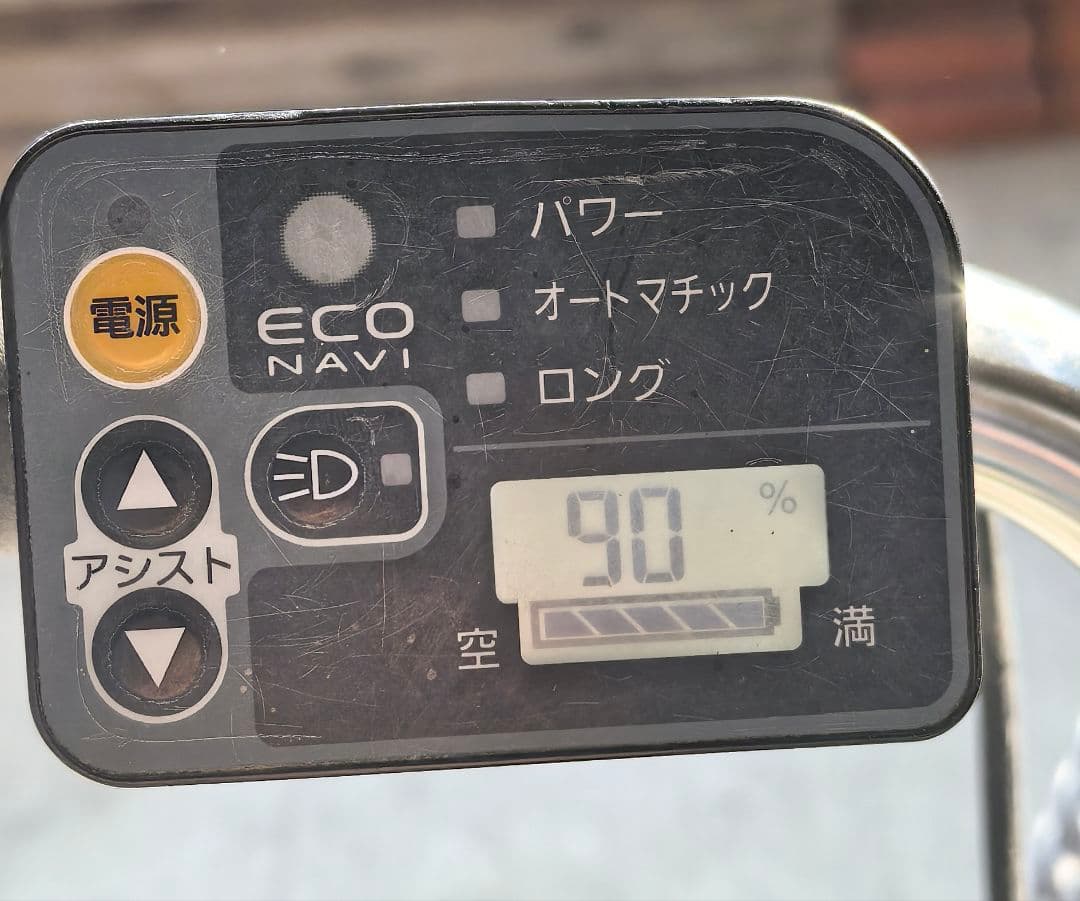 電源
ECO
NAVI
パワー
オートマチック
ロング
アシスト
90 %
空 満